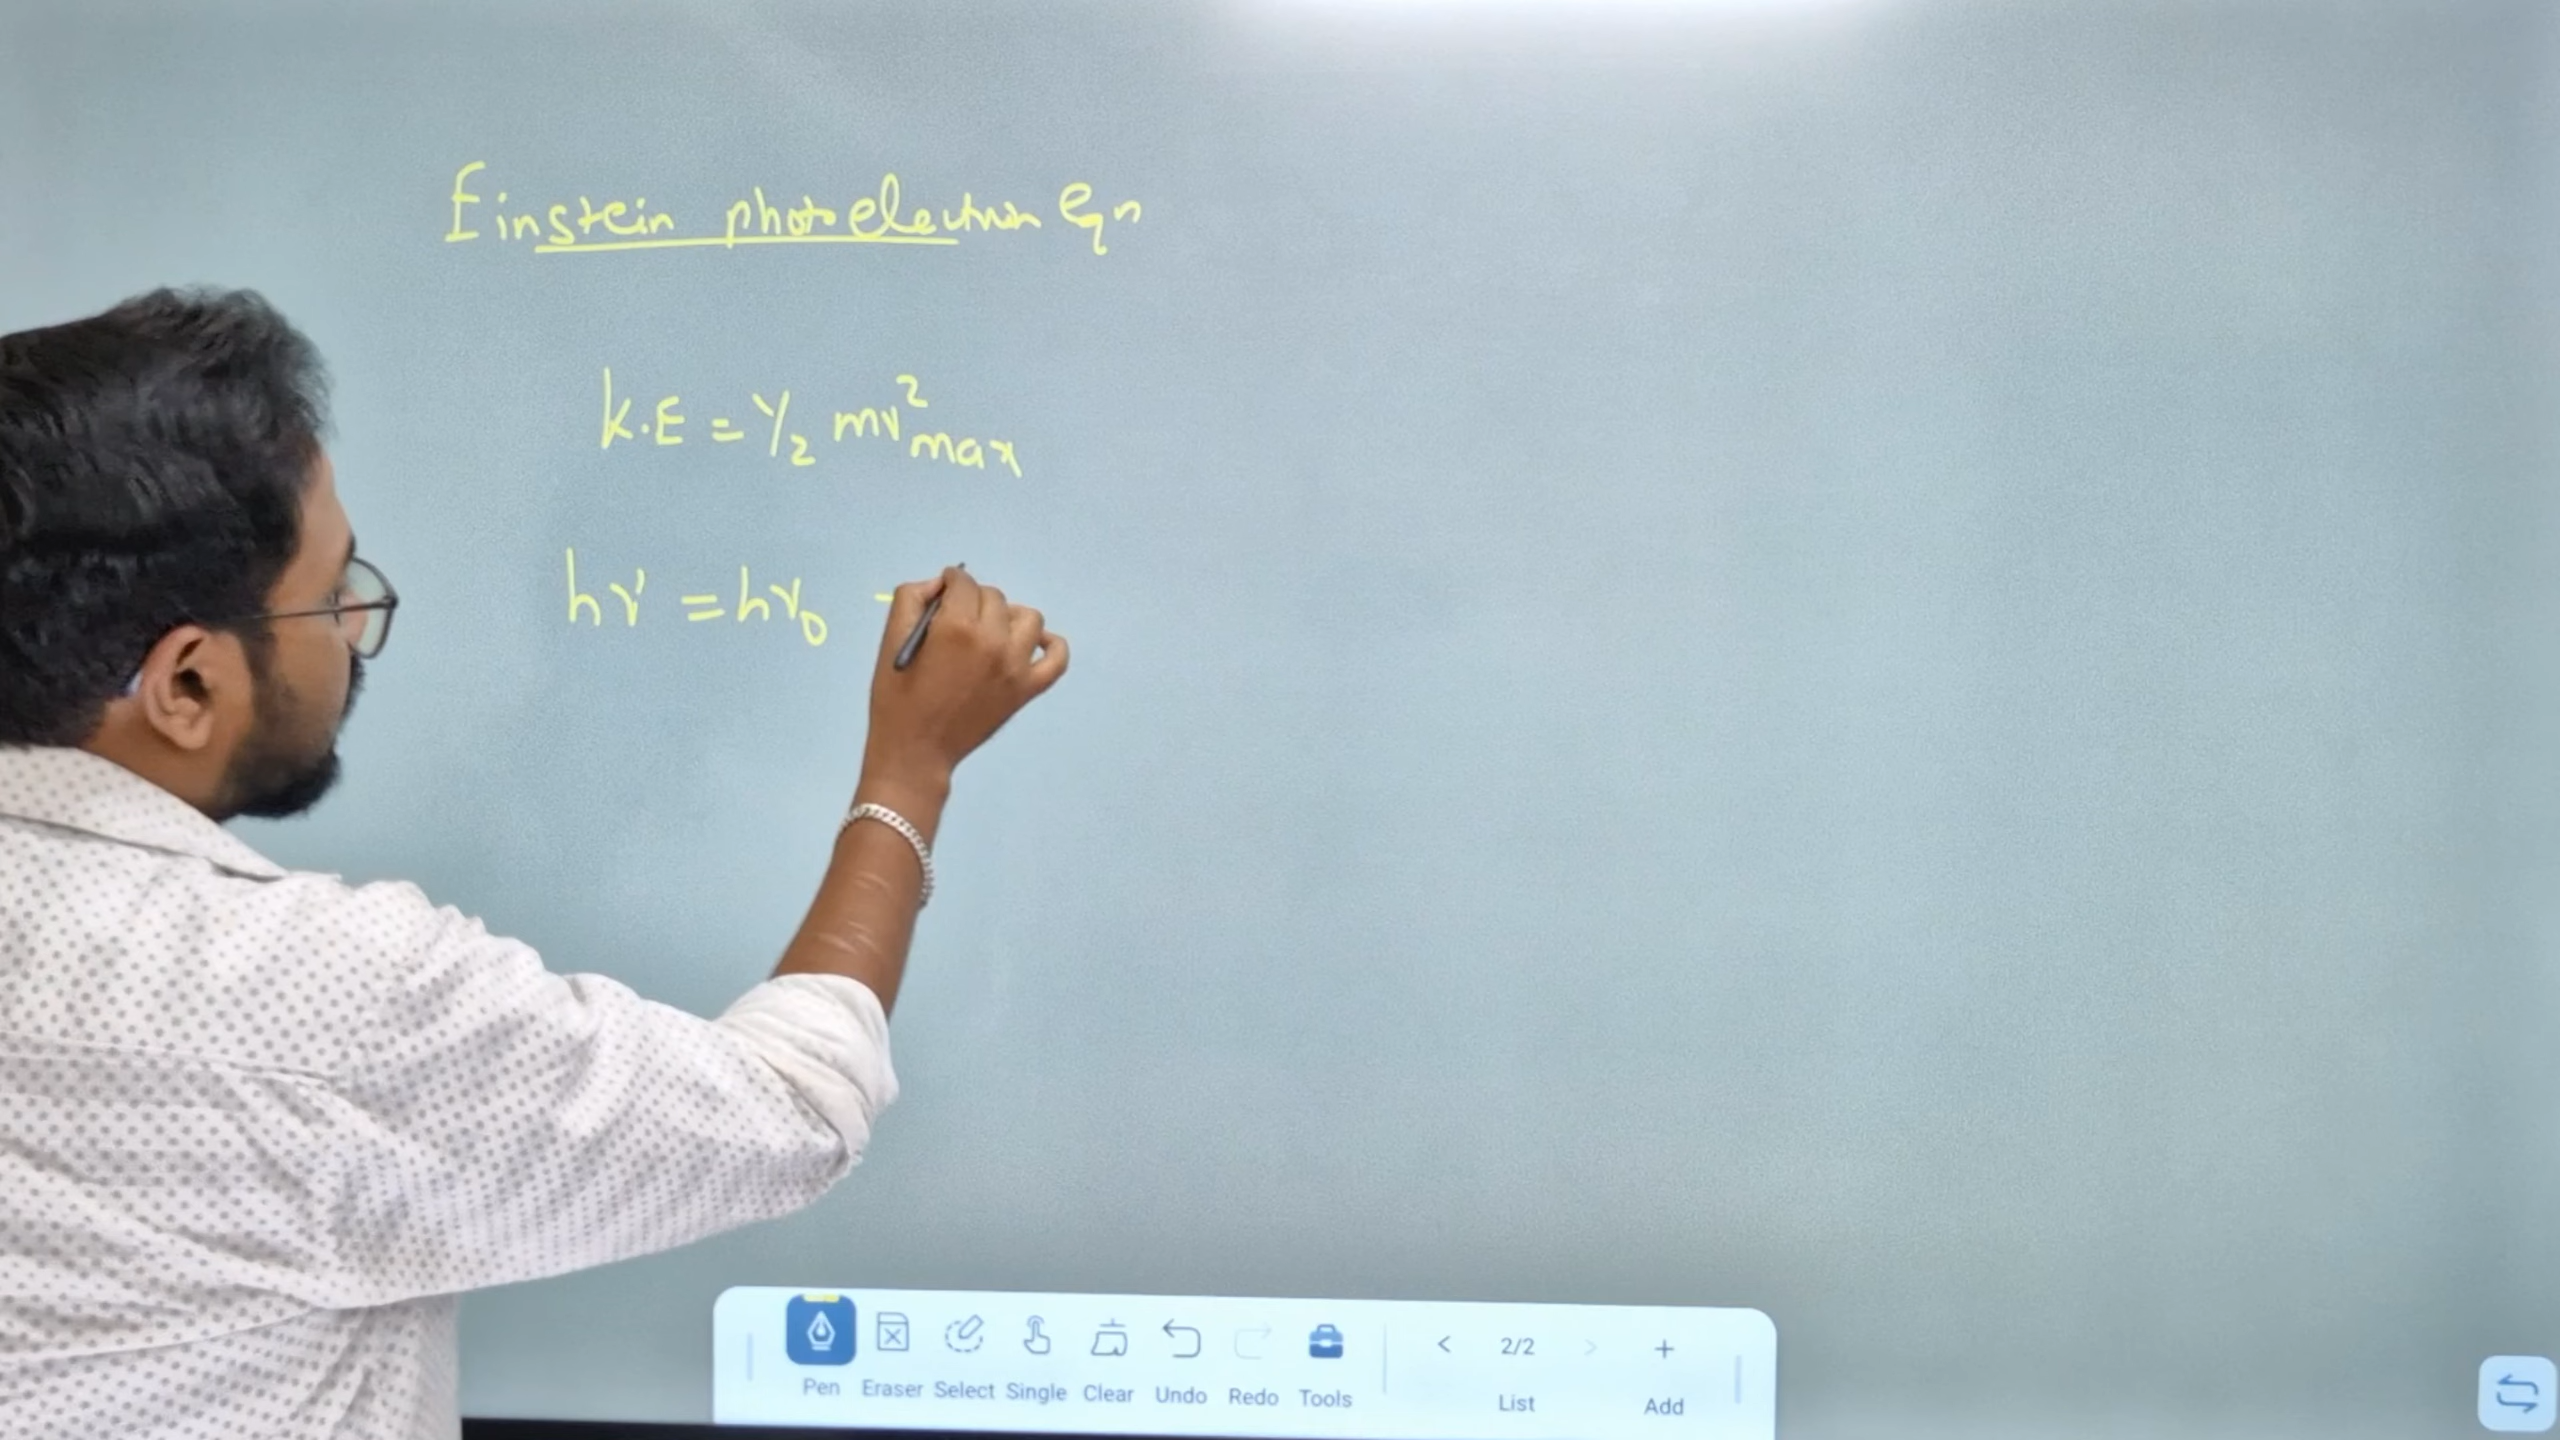 Einstein photoelectron Eqn
K.E = 1/2 mv²max
hν = hν₀ -
Pen Eraser Select Single Clear Undo Redo Tools < 2/2 > List + Add